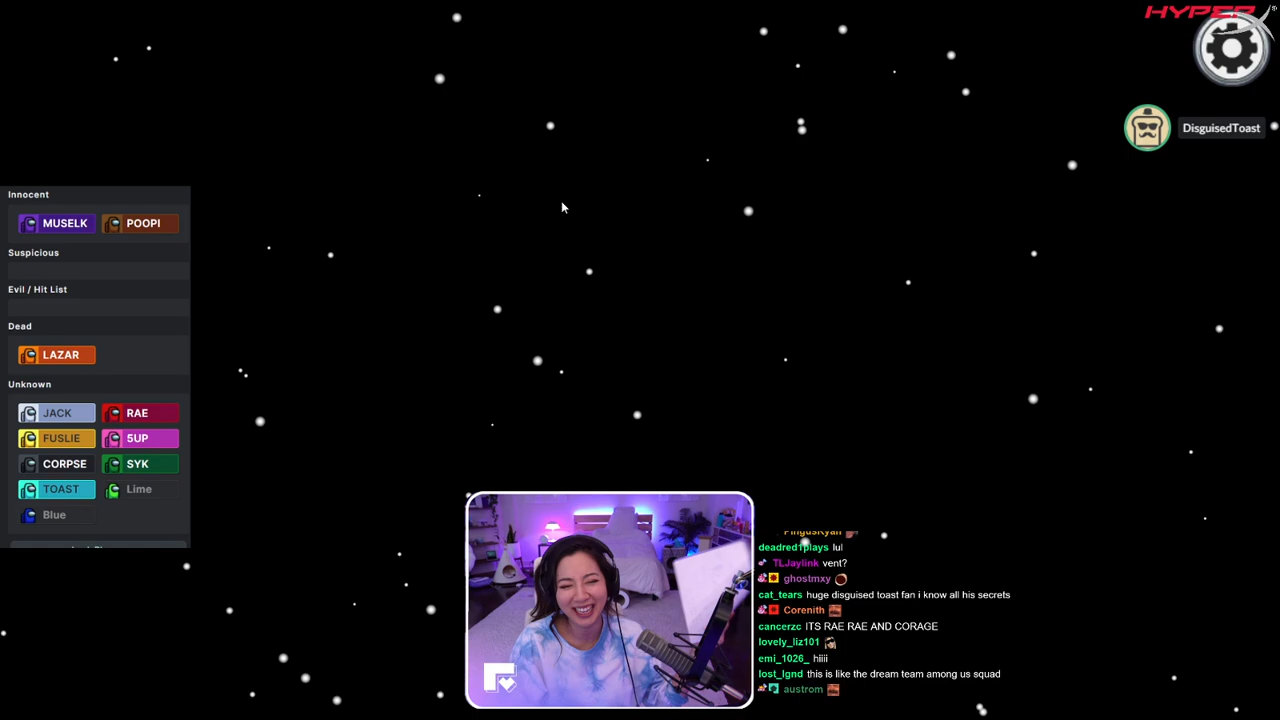 HYPER
DisguisedToast
Innocent
MUSELK POOPI
Suspicious
Evil / Hit List
Dead
LAZAR
Unknown
JACK RAE
FUSLIE 5UP
CORPSE SYK
TOAST Lime
Blue
PingusRyan
deadred1plays lul
TLJaylink vent?
ghostmxy
cat_tears huge disguised toast fan i know all his secrets
Corenith
cancerzc ITS RAE RAE AND CORAGE
lovely_liz101
emi_1026_ hiiii
lost_lgnd this is like the dream team among us squad
austrom